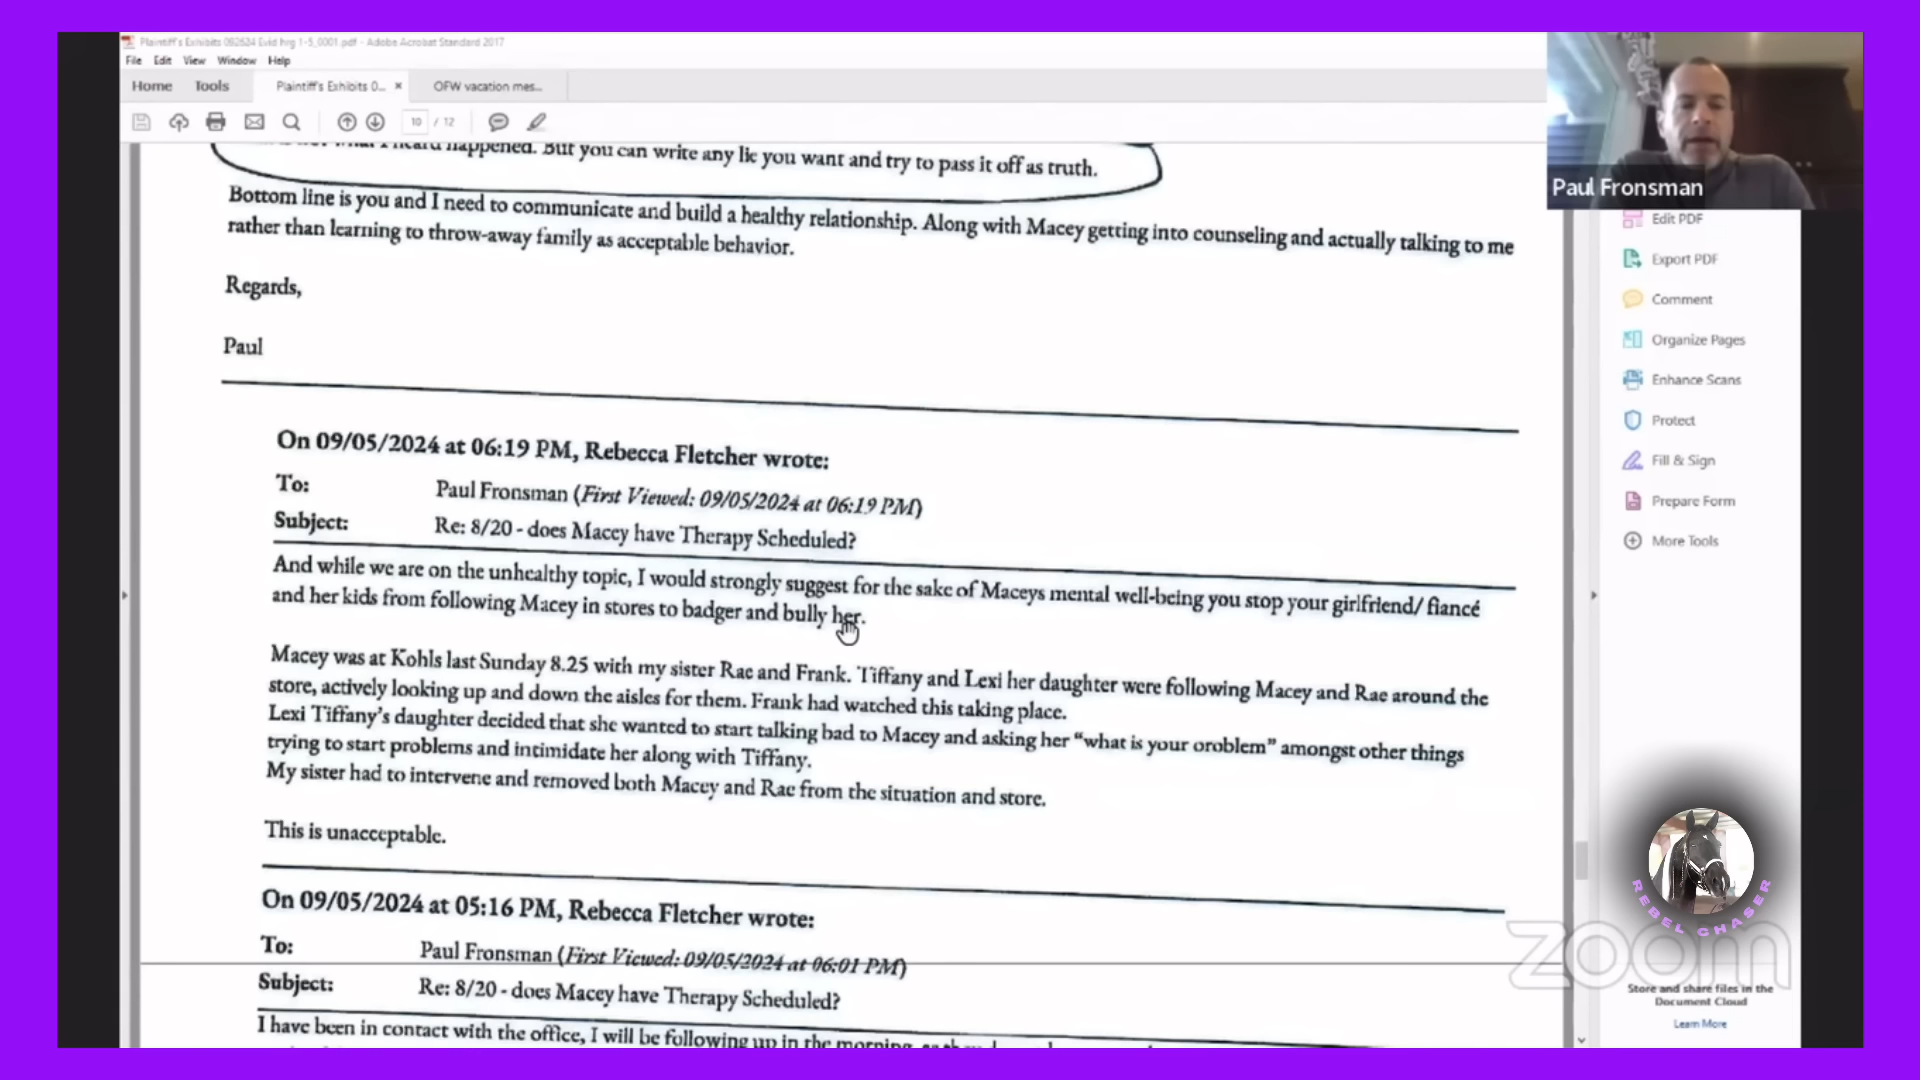 Plaintiff's Exhibits 092624 Evid hrg 1-5_0001.pdf - Adobe Acrobat Standard 2017
File Edit View Window Help
Home Tools Plaintiff's Exhibits 0... × OFW vacation mes...
10 / 12
happened. But you can write any lie you want and try to pass it off as truth.
Bottom line is you and I need to communicate and build a healthy relationship. Along with Macey getting into counseling and actually talking to me
rather than learning to throw-away family as acceptable behavior.
Regards,
Paul
On 09/05/2024 at 06:19 PM, Rebecca Fletcher wrote:
To: Paul Fronsman (First Viewed: 09/05/2024 at 06:19 PM)
Subject: Re: 8/20 - does Macey have Therapy Scheduled?
And while we are on the unhealthy topic, I would strongly suggest for the sake of Maceys mental well-being you stop your girlfriend/ fiancé
and her kids from following Macey in stores to badger and bully her.
Macey was at Kohls last Sunday 8.25 with my sister Rae and Frank. Tiffany and Lexi her daughter were following Macey and Rae around the
store, actively looking up and down the aisles for them. Frank had watched this taking place.
Lexi Tiffany's daughter decided that she wanted to start talking bad to Macey and asking her “what is your oroblem” amongst other things
trying to start problems and intimidate her along with Tiffany.
My sister had to intervene and removed both Macey and Rae from the situation and store.
This is unacceptable.
On 09/05/2024 at 05:16 PM, Rebecca Fletcher wrote:
To: Paul Fronsman (First Viewed: 09/05/2024 at 06:01 PM)
Subject: Re: 8/20 - does Macey have Therapy Scheduled?
I have been in contact with the office, I will be following up in the morning,
Paul Fronsman
Edit PDF
Export PDF
Comment
Organize Pages
Enhance Scans
Protect
Fill & Sign
Prepare Form
More Tools
REBEL CHASER
zoom
Store and share files in the
Document Cloud
Learn More